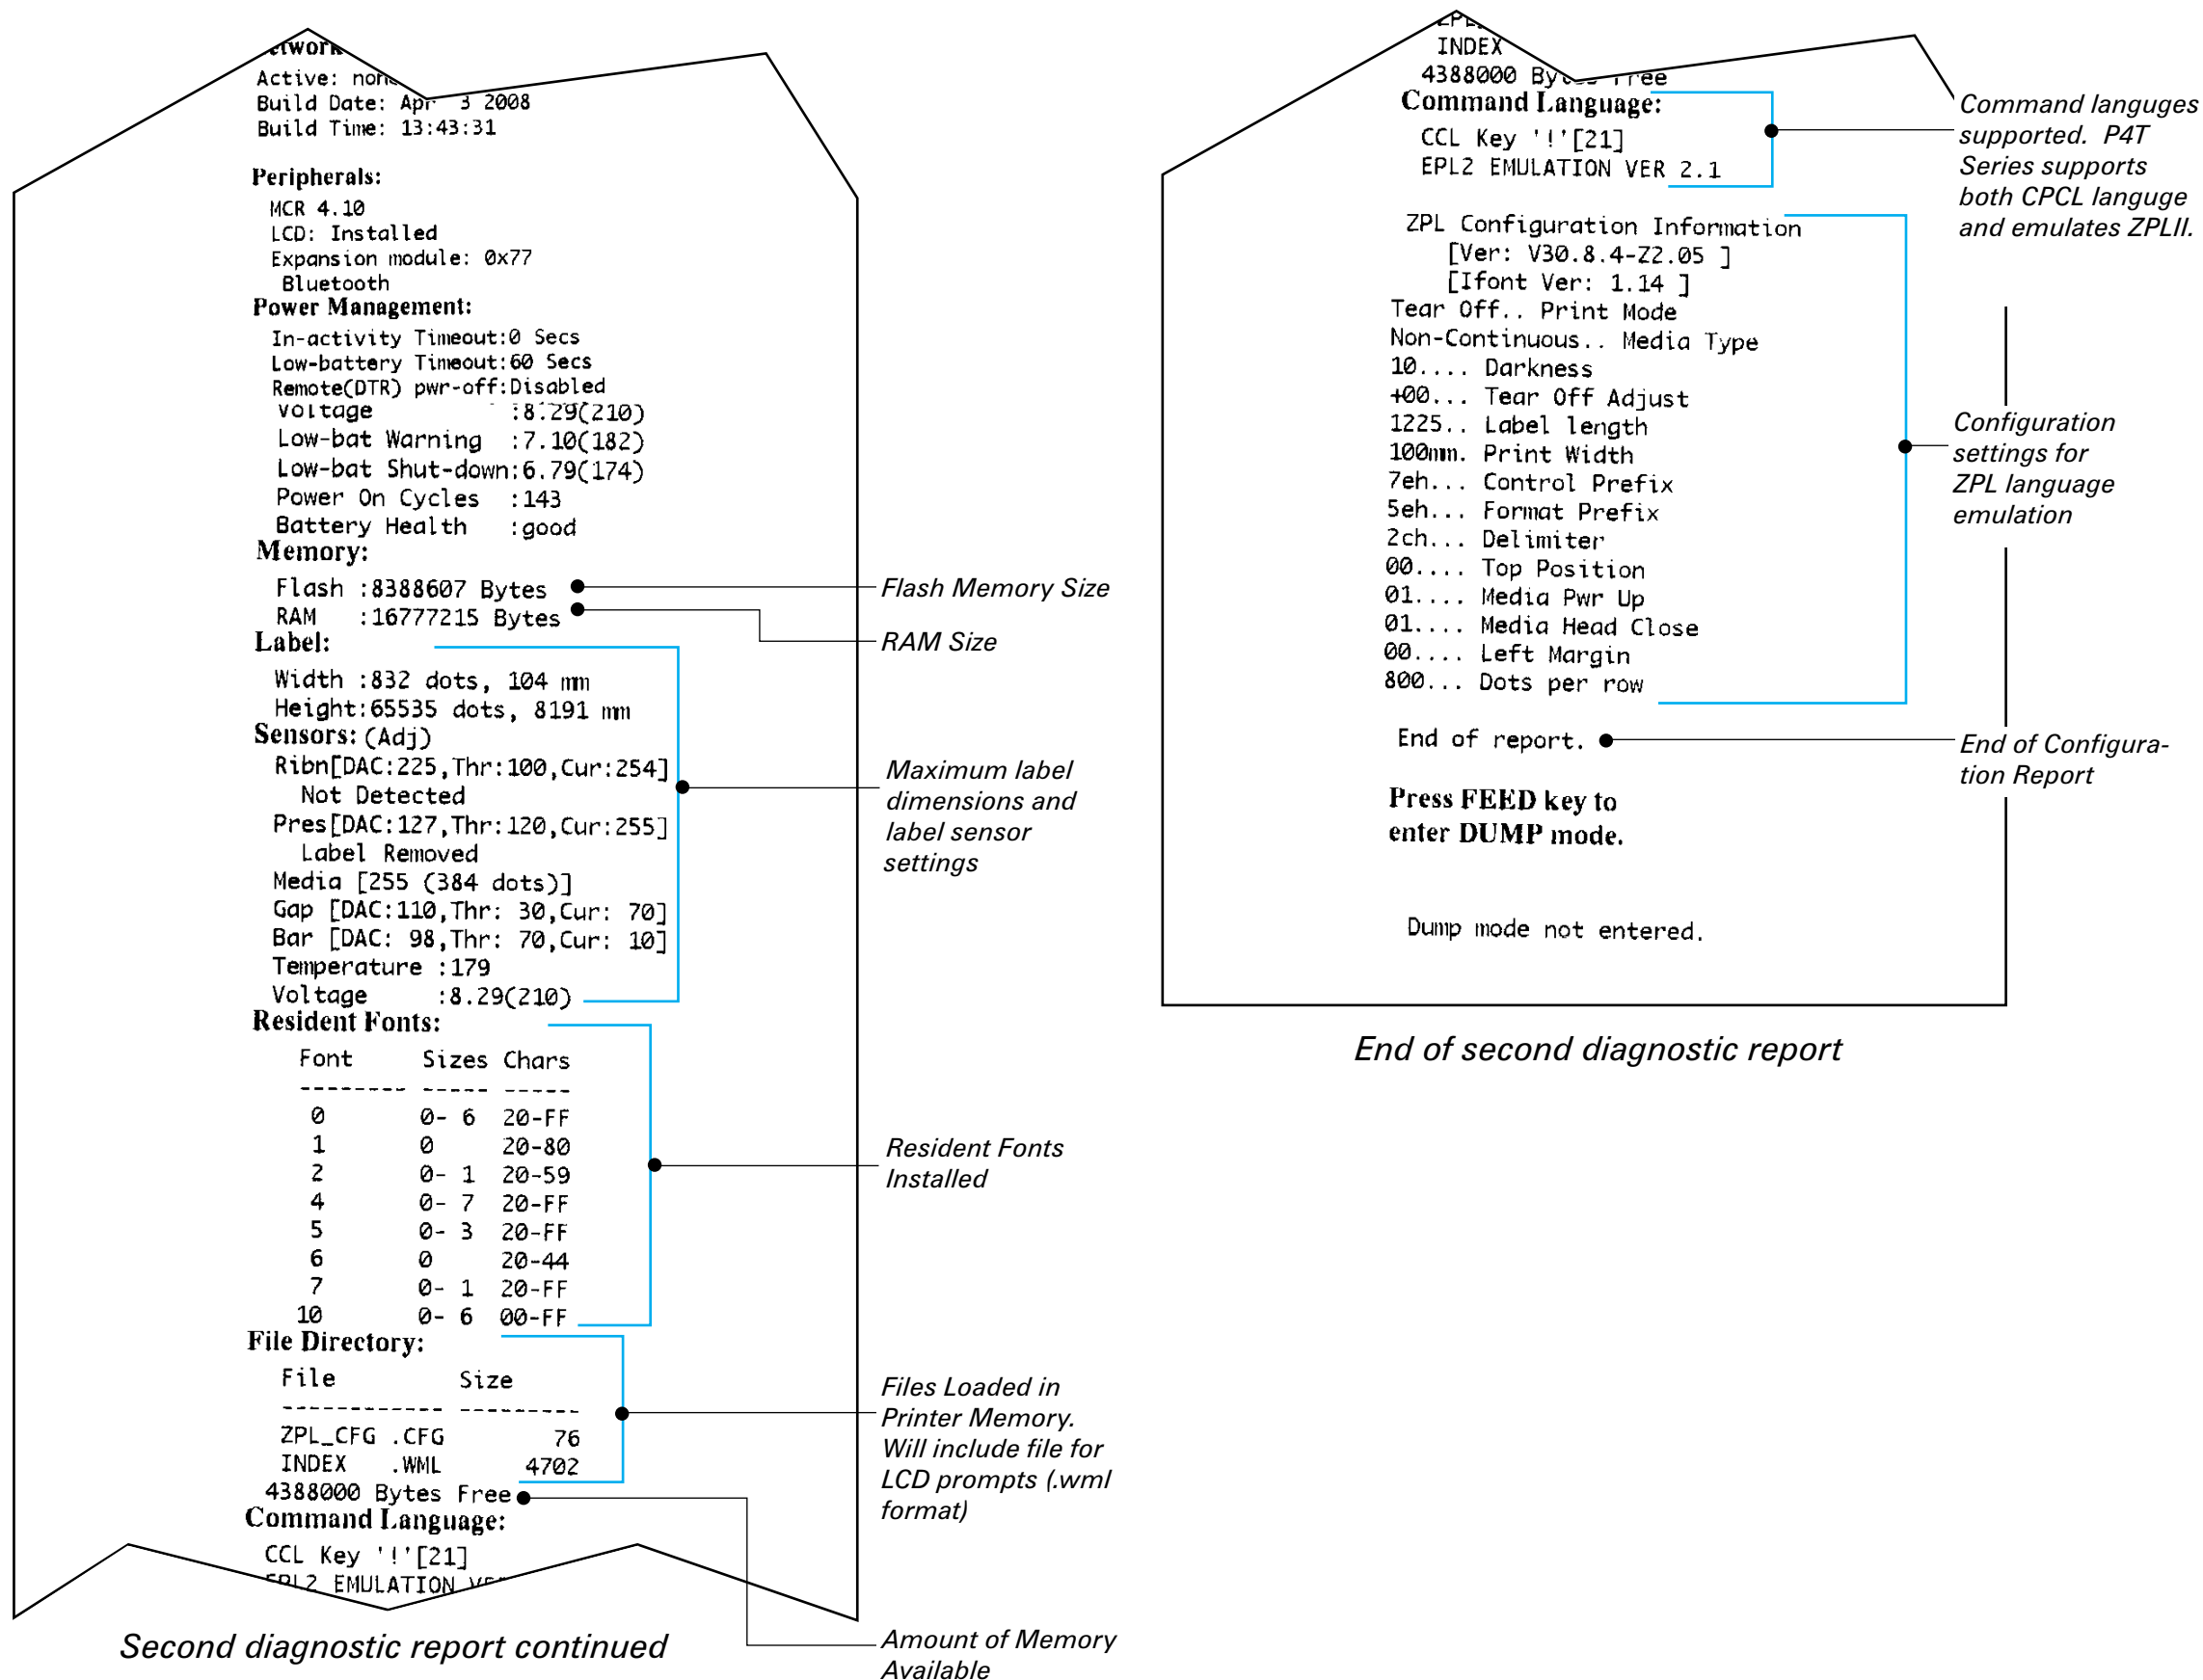 etwork
Active: none
Build Date: Apr  3 2008
Build Time: 13:43:31
Peripherals:
MCR 4.10
LCD: Installed
Expansion module: 0x77
Bluetooth
Power Management:
In-activity Timeout:0 Secs
Low-battery Timeout:60 Secs
Remote(DTR) pwr-off:Disabled
Voltage :8.29(210)
Low-bat Warning :7.10(182)
Low-bat Shut-down:6.79(174)
Power On Cycles :143
Battery Health :good
Memory:
Flash :8388607 Bytes
RAM :16777215 Bytes
Label:
Width :832 dots, 104 mm
Height:65535 dots, 8191 mm
Sensors: (Adj)
Ribn[DAC:225,Thr:100,Cur:254]
Not Detected
Pres[DAC:127,Thr:120,Cur:255]
Label Removed
Media [255 (384 dots)]
Gap [DAC:110,Thr: 30,Cur: 70]
Bar [DAC: 98,Thr: 70,Cur: 10]
Temperature :179
Voltage :8.29(210)
Resident Fonts:
Font Sizes Chars
-------- ----- -----
0 0- 6 20-FF
1 0 20-80
2 0- 1 20-59
4 0- 7 20-FF
5 0- 3 20-FF
6 0 20-44
7 0- 1 20-FF
10 0- 6 00-FF
File Directory:
File Size
------------ ---------
ZPL_CFG .CFG 76
INDEX .WML 4702
4388000 Bytes Free
Command Language:
CCL Key '!'[21]
EPL2 EMULATION VER
Flash Memory Size
RAM Size
Maximum label
dimensions and
label sensor
settings
Resident Fonts
Installed
Files Loaded in
Printer Memory.
Will include file for
LCD prompts (.wml
format)
Amount of Memory
Available
Second diagnostic report continued
ZPL
INDEX
4388000 Bytes Free
Command Language:
CCL Key '!'[21]
EPL2 EMULATION VER 2.1
ZPL Configuration Information
[Ver: V30.8.4-Z2.05 ]
[Ifont Ver: 1.14 ]
Tear Off.. Print Mode
Non-Continuous.. Media Type
10.... Darkness
+00... Tear Off Adjust
1225.. Label length
100mm. Print Width
7eh... Control Prefix
5eh... Format Prefix
2ch... Delimiter
00.... Top Position
01.... Media Pwr Up
01.... Media Head Close
00.... Left Margin
800... Dots per row
End of report.
Press FEED key to
enter DUMP mode.
Dump mode not entered.
Command languges
supported.  P4T
Series supports
both CPCL languge
and emulates ZPLII.
Configuration
settings for
ZPL language
emulation
End of Configura-
tion Report
End of second diagnostic report